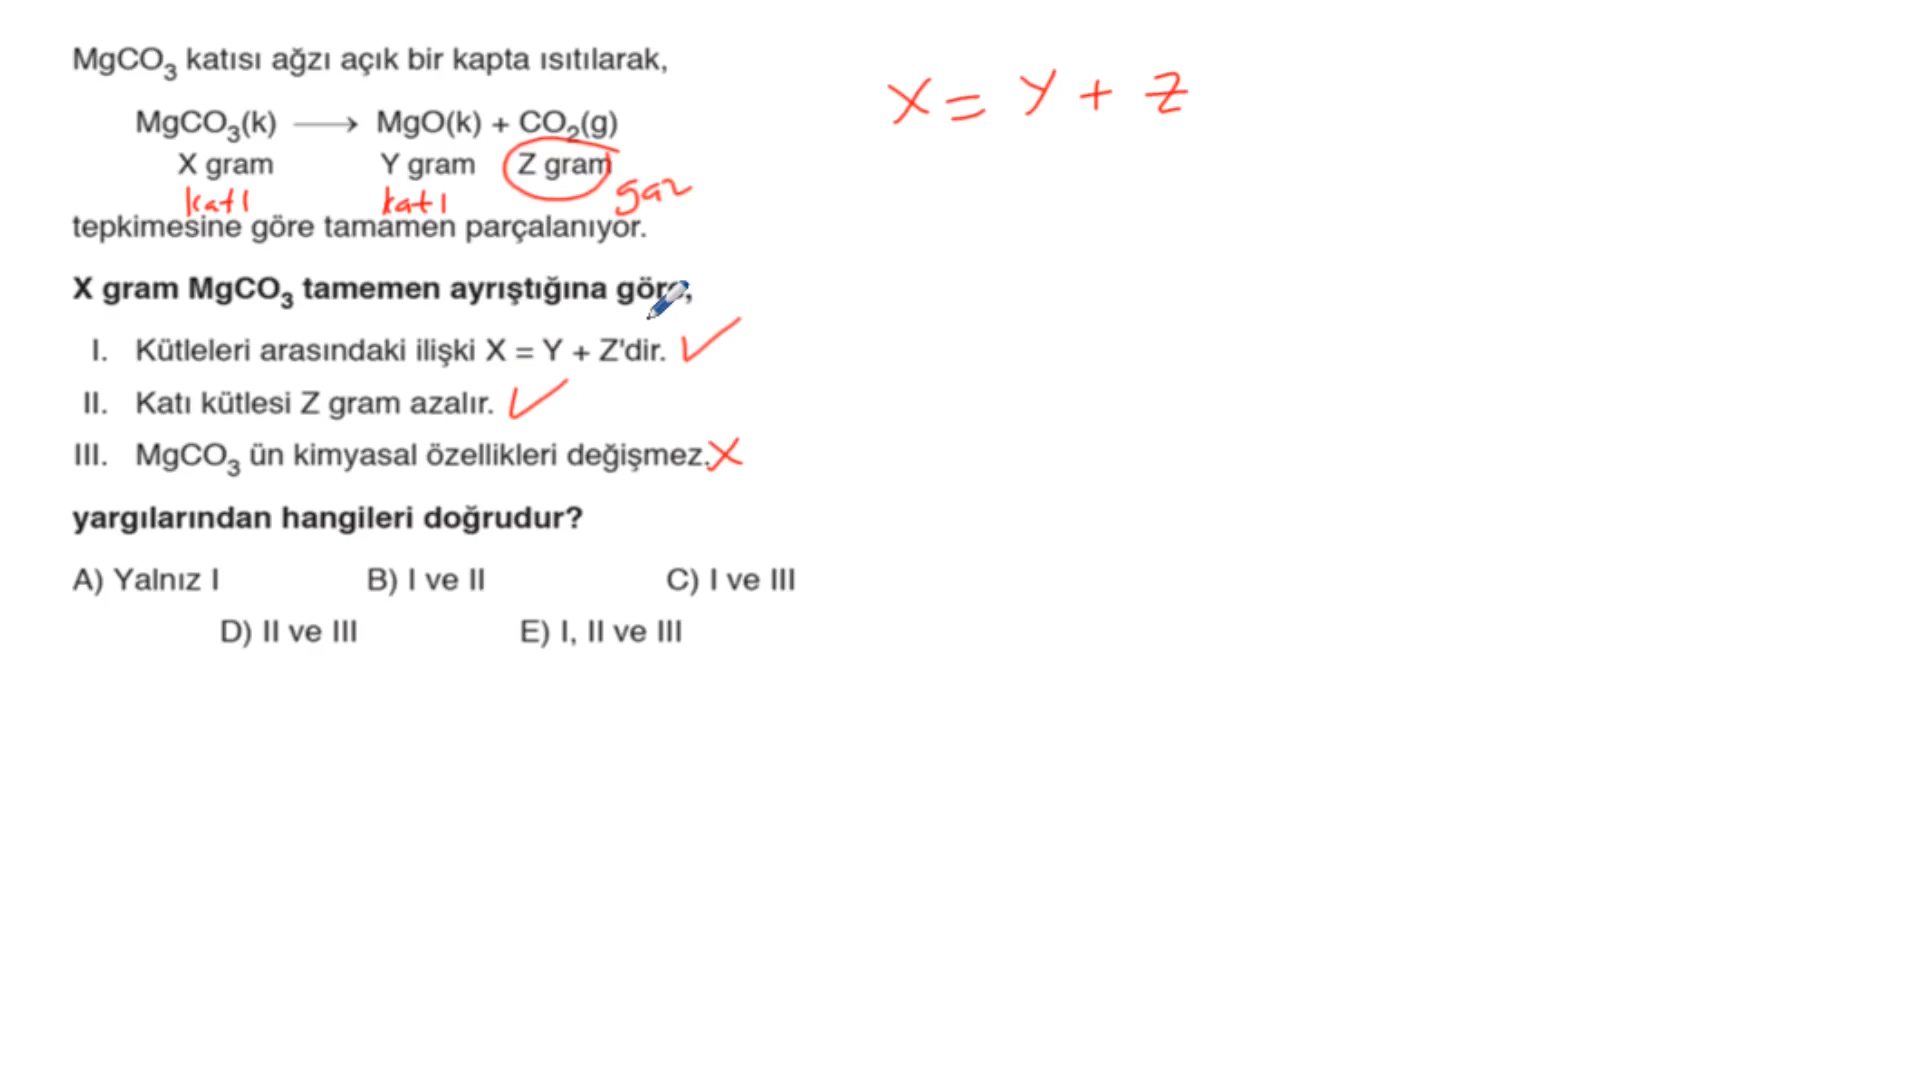 MgCO₃ katısı ağzı açık bir kapta ısıtılarak,
X = Y + Z
MgCO₃(k) ⟶ MgO(k) + CO₂(g)
X gram Y gram Z gram
katı katı gaz
tepkimesine göre tamamen parçalanıyor.
X gram MgCO₃ tamemen ayrıştığına göre,
I. Kütleleri arasındaki ilişki X = Y + Z'dir. ✓
II. Katı kütlesi Z gram azalır. ✓
III. MgCO₃ ün kimyasal özellikleri değişmez. X
yargılarından hangileri doğrudur?
A) Yalnız I B) I ve II C) I ve III
D) II ve III E) I, II ve III